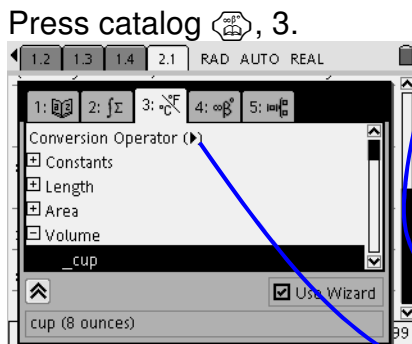 Press catalog, 3.
1.2 1.3 1.4 2.1 RAD AUTO REAL
1: 2: ∫Σ 3: °C°F 4: ∞β° 5:
Conversion Operator (▶)
⊞ Constants
⊞ Length
⊞ Area
⊟ Volume
_cup
Use Wizard
cup (8 ounces)
99